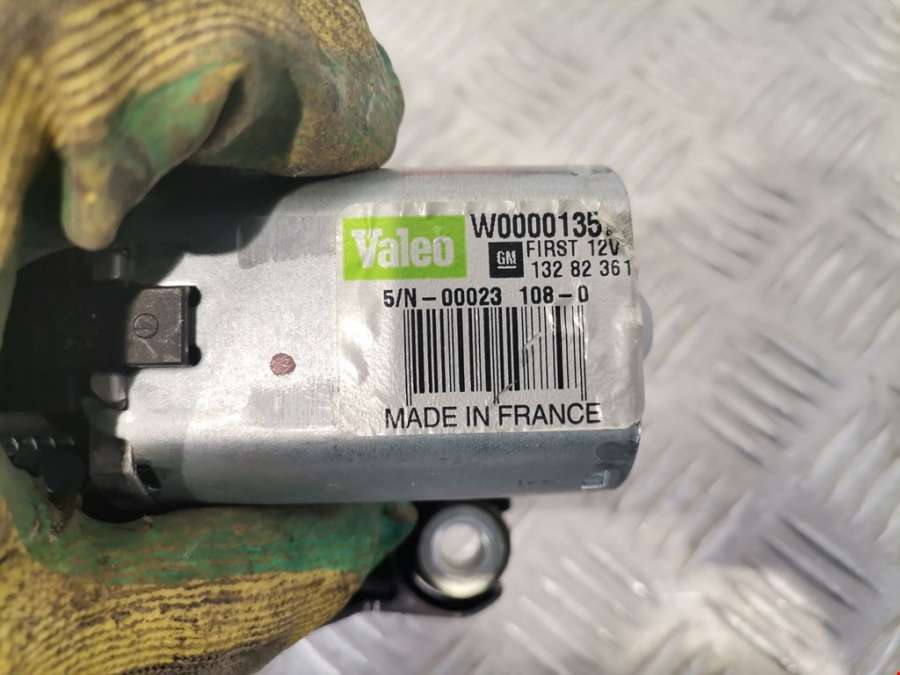 Valeo W0000135
GM FIRST 12V
132 82 361
5/N-00023 108-0
MADE IN FRANCE